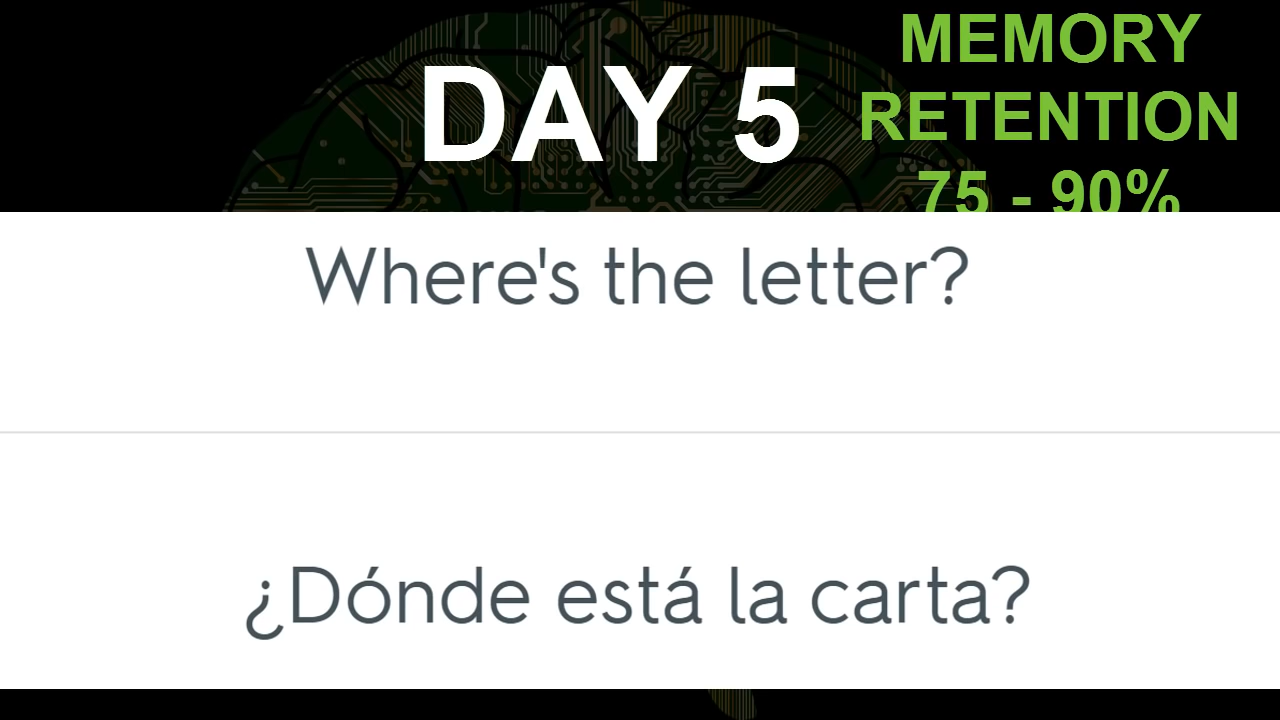 DAY 5
MEMORY
RETENTION
75 - 90%
Where's the letter?
¿Dónde está la carta?